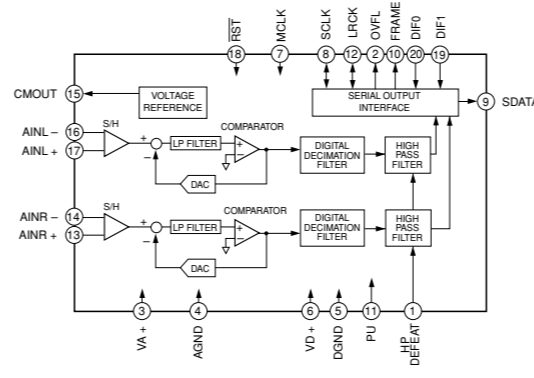 RST
MCLK
SCLK
LRCK
OVFL
FRAME
DIF0
DIF1
18
7
8
12
2
10
20
19
CMOUT
15
VOLTAGE
REFERENCE
SERIAL OUTPUT
INTERFACE
9
SDATA
AINL –
16
AINL +
17
S/H
+
–
LP FILTER
COMPARATOR
+
–
DAC
DIGITAL
DECIMATION
FILTER
HIGH
PASS
FILTER
AINR –
14
AINR +
13
S/H
+
–
LP FILTER
COMPARATOR
+
–
DAC
DIGITAL
DECIMATION
FILTER
HIGH
PASS
FILTER
3
4
6
5
11
1
VA +
AGND
VD +
DGND
PU
HP
DEFEAT